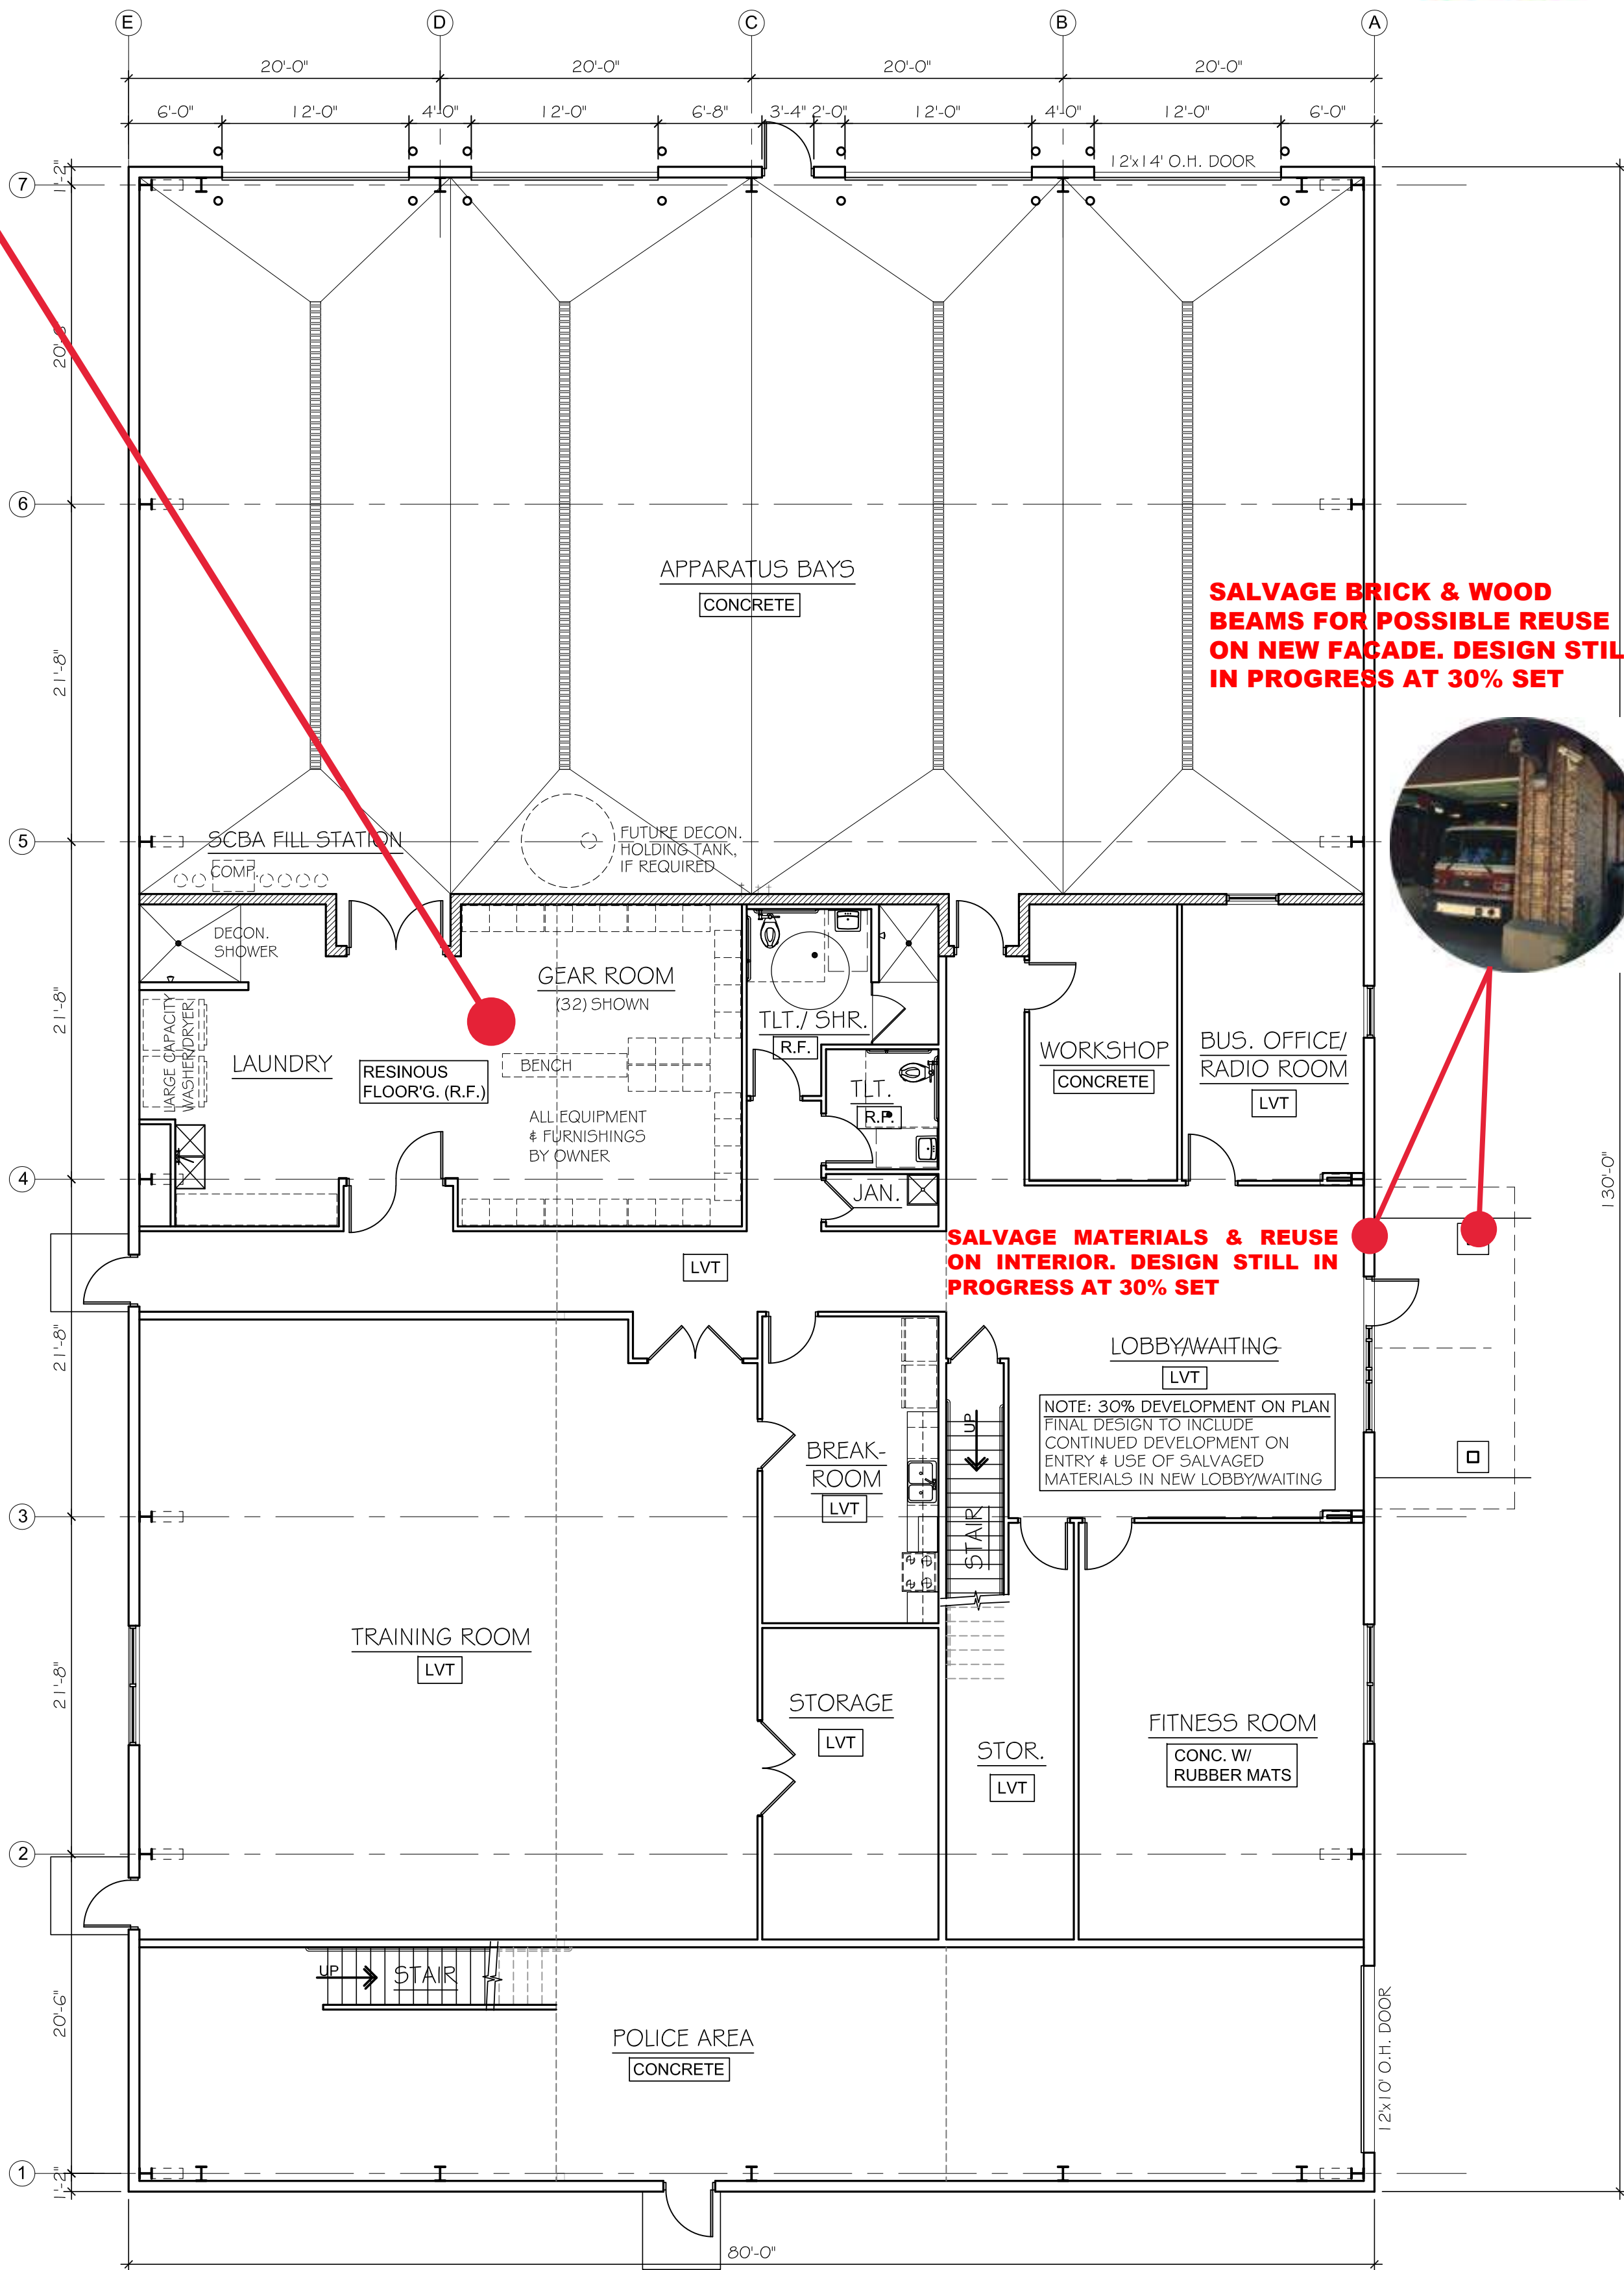 E
D
C
B
A
20'-0"
20'-0"
20'-0"
20'-0"
6'-0"
12'-0"
4'-0"
12'-0"
6'-8"
3'-4"
2'-0"
12'-0"
4'-0"
12'-0"
6'-0"
12'x14' O.H. DOOR
7
1'-2"
6
APPARATUS BAYS
CONCRETE
21'-8"
SALVAGE BRICK & WOOD
BEAMS FOR POSSIBLE REUSE
ON NEW FACADE. DESIGN STIL
IN PROGRESS AT 30% SET
5
SCBA FILL STATION
COMP.
FUTURE DECON.
HOLDING TANK,
IF REQUIRED
DECON.
SHOWER
GEAR ROOM
(32) SHOWN
21'-8"
LARGE CAPACITY
WASHER/DRYER
LAUNDRY
RESINOUS
FLOOR'G. (R.F.)
BENCH
ALL EQUIPMENT
& FURNISHINGS
BY OWNER
TLT./ SHR.
R.F.
TLT.
R.F.
JAN.
WORKSHOP
CONCRETE
BUS. OFFICE/
RADIO ROOM
LVT
4
130'-0"
LVT
SALVAGE MATERIALS & REUSE
ON INTERIOR. DESIGN STILL IN
PROGRESS AT 30% SET
21'-8"
LOBBY/WAITING
LVT
NOTE: 30% DEVELOPMENT ON PLAN
FINAL DESIGN TO INCLUDE
CONTINUED DEVELOPMENT ON
ENTRY & USE OF SALVAGED
MATERIALS IN NEW LOBBY/WAITING
BREAK-
ROOM
LVT
UP
STAIR
3
TRAINING ROOM
LVT
21'-8"
STORAGE
LVT
STOR.
LVT
FITNESS ROOM
CONC. W/
RUBBER MATS
2
UP
STAIR
20'-6"
POLICE AREA
CONCRETE
12'x10' O.H. DOOR
1
1'-2"
80'-0"